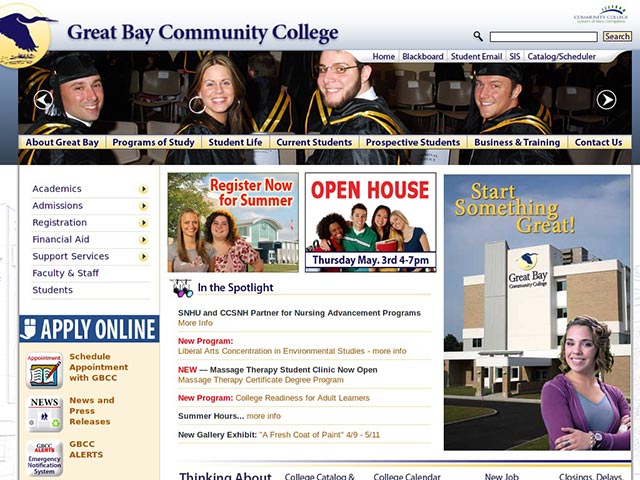 COMMUNITY COLLEGE
System of New Hampshire
Great Bay Community College
Search
Home Blackboard Student Email SIS Catalog/Scheduler
About Great Bay Programs of Study Student Life Current Students Prospective Students Business & Training Contact Us
Academics
Admissions
Registration
Financial Aid
Support Services
Faculty & Staff
Students
APPLY ONLINE
Appointment
Schedule
Appointment
with GBCC
NEWS
News and
Press
Releases
GBCC
ALERTS
Emergency
Notification
System
GBCC
ALERTS
Register Now
for Summer
OPEN HOUSE
Thursday May. 3rd 4-7pm
In the Spotlight
SNHU and CCSNH Partner for Nursing Advancement Programs
More Info
New Program:
Liberal Arts Concentration in Environmental Studies - more info
NEW — Massage Therapy Student Clinic Now Open
Massage Therapy Certificate Degree Program
New Program: College Readiness for Adult Learners
Summer Hours... more info
New Gallery Exhibit: "A Fresh Coat of Paint" 4/9 - 5/11
Start
Something
Great!
Great Bay
Community College
Thinking About College Catalog & College Calendar New Job Closings, Delays,